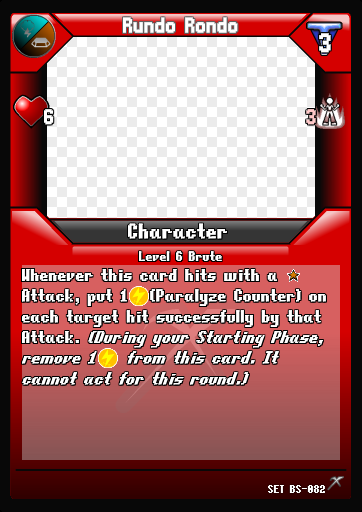 Rundo Rondo
3
6
3
Character
Level 6 Brute
Whenever this card hits with a
Attack, put 1 (Paralyze Counter) on
each target hit successfully by that
Attack. (During your Starting Phase,
remove 1 from this card. It
cannot act for this round.)
SET BS-082